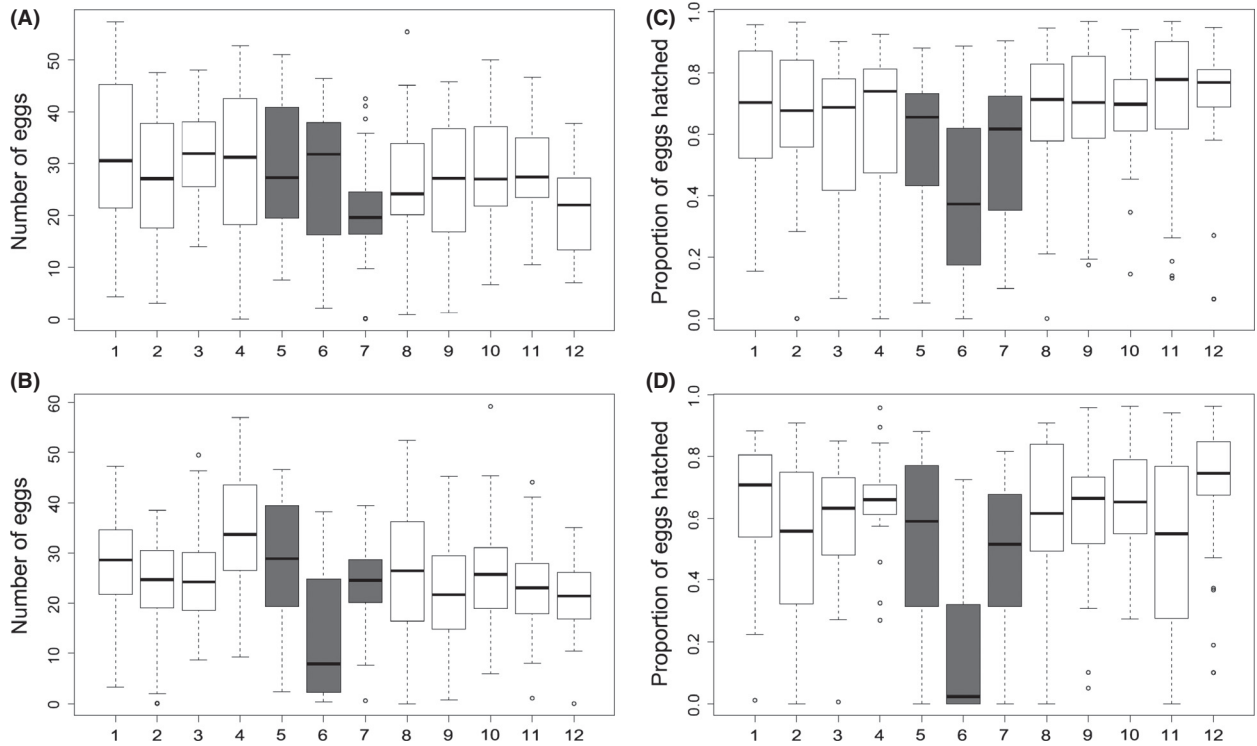 (A)
Number of eggs
0 10 20 30 40 50
1 2 3 4 5 6 7 8 9 10 11 12
(C)
Proportion of eggs hatched
0.0 0.2 0.4 0.6 0.8 1.0
1 2 3 4 5 6 7 8 9 10 11 12
(B)
Number of eggs
0 10 20 30 40 50 60
1 2 3 4 5 6 7 8 9 10 11 12
(D)
Proportion of eggs hatched
0.0 0.2 0.4 0.6 0.8 1.0
1 2 3 4 5 6 7 8 9 10 11 12